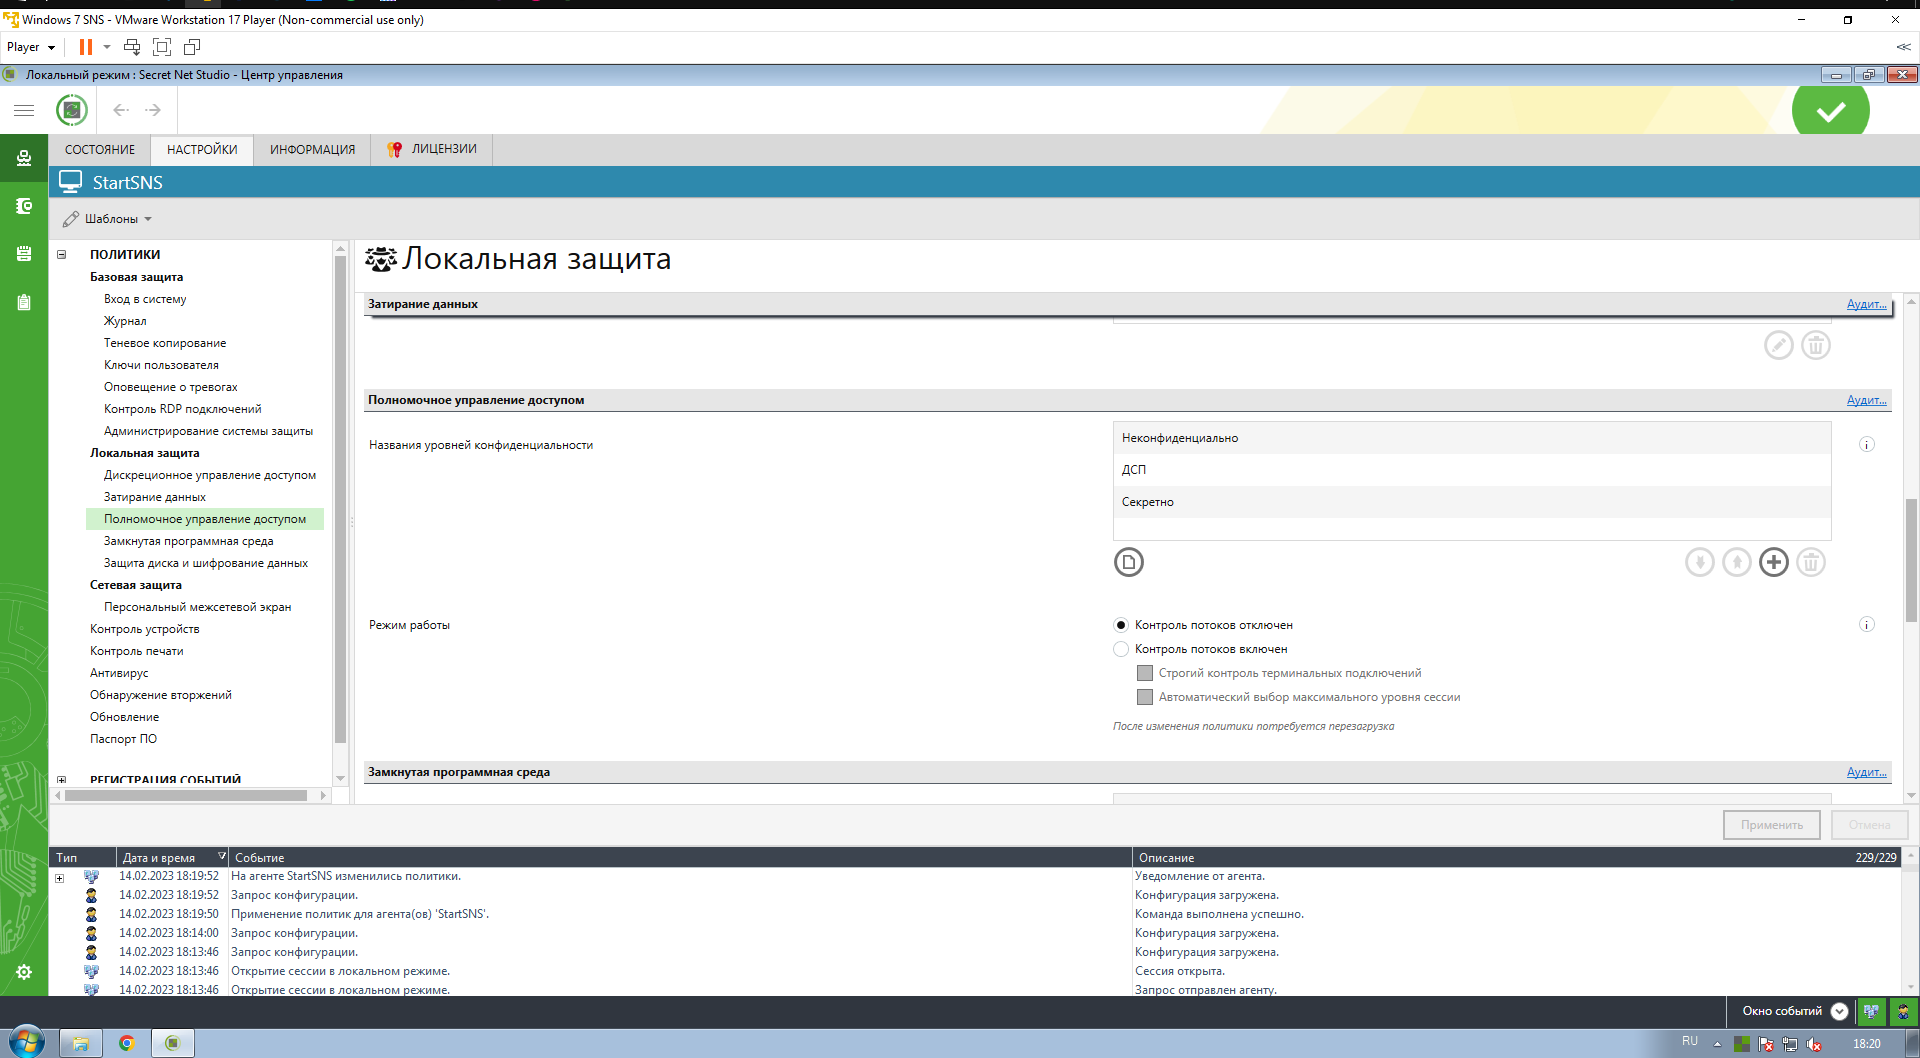 Windows 7 SNS - VMware Workstation 17 Player (Non-commercial use only)
Player
Локальный режим : Secret Net Studio - Центр управления
СОСТОЯНИЕ
НАСТРОЙКИ
ИНФОРМАЦИЯ
ЛИЦЕНЗИИ
StartSNS
Шаблоны
ПОЛИТИКИ
Базовая защита
Вход в систему
Журнал
Теневое копирование
Ключи пользователя
Оповещение о тревогах
Контроль RDP подключений
Администрирование системы защиты
Локальная защита
Дискреционное управление доступом
Затирание данных
Полномочное управление доступом
Замкнутая программная среда
Защита диска и шифрование данных
Сетевая защита
Персональный межсетевой экран
Контроль устройств
Контроль печати
Антивирус
Обнаружение вторжений
Обновление
Паспорт ПО
РЕГИСТРАЦИЯ СОБЫТИЙ
Локальная защита
Затирание данных
Аудит...
Полномочное управление доступом
Аудит...
Названия уровней конфиденциальности
Неконфиденциально
ДСП
Секретно
Режим работы
Контроль потоков отключен
Контроль потоков включен
Строгий контроль терминальных подключений
Автоматический выбор максимального уровня сессии
После изменения политики потребуется перезагрузка
Замкнутая программная среда
Аудит...
Применить
Отмена
Тип Дата и время Событие Описание 229/229
14.02.2023 18:19:52 На агенте StartSNS изменились политики. Уведомление от агента.
14.02.2023 18:19:52 Запрос конфигурации. Конфигурация загружена.
14.02.2023 18:19:50 Применение политик для агента(ов) 'StartSNS'. Команда выполнена успешно.
14.02.2023 18:14:00 Запрос конфигурации. Конфигурация загружена.
14.02.2023 18:13:46 Запрос конфигурации. Конфигурация загружена.
14.02.2023 18:13:46 Открытие сессии в локальном режиме. Сессия открыта.
14.02.2023 18:13:46 Открытие сессии в локальном режиме. Запрос отправлен агенту.
Окно событий
RU
18:20